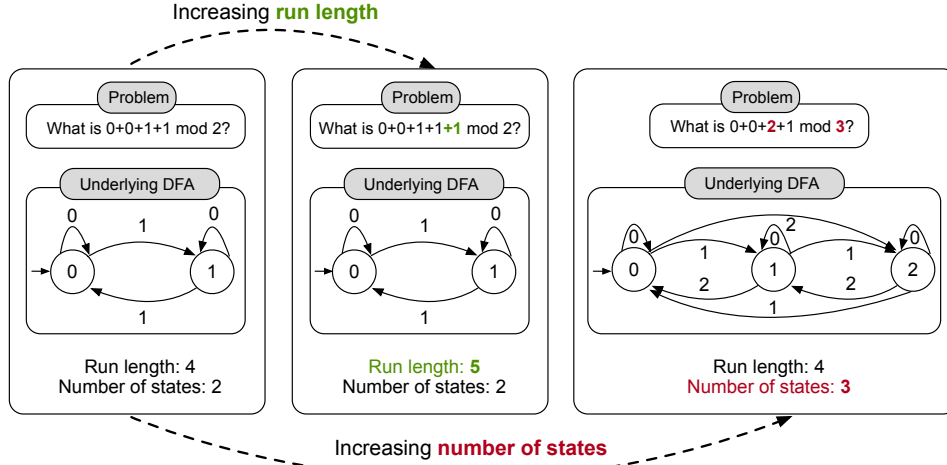 Increasing run length
Problem
What is 0+0+1+1 mod 2?
Underlying DFA
0
0
1
0
1
1
Run length: 4
Number of states: 2
Problem
What is 0+0+1+1+1 mod 2?
Underlying DFA
0
0
1
0
1
1
Run length: 5
Number of states: 2
Problem
What is 0+0+2+1 mod 3?
Underlying DFA
2
0
0
0
1
1
0
1
2
2
2
1
Run length: 4
Number of states: 3
Increasing number of states